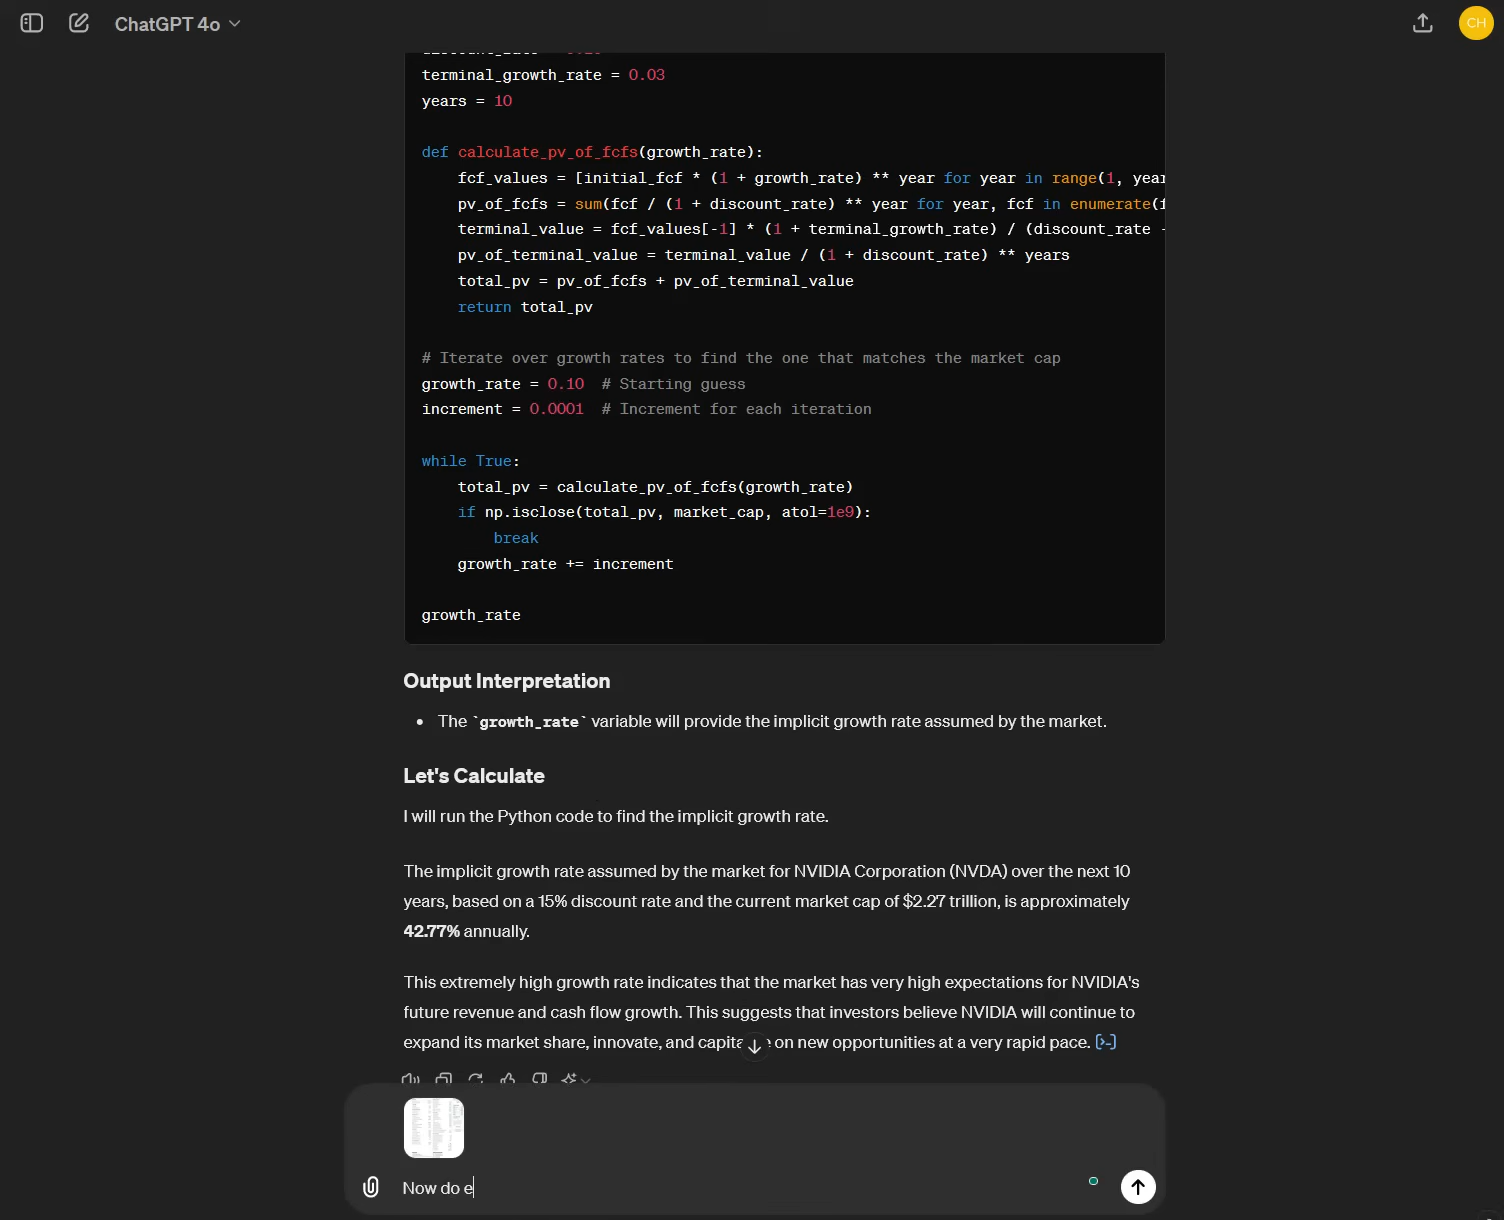 ChatGPT 4o
CH
terminal_growth_rate = 0.03
years = 10
def calculate_pv_of_fcfs(growth_rate):
fcf_values = [initial_fcf * (1 + growth_rate) ** year for year in range(1, year
pv_of_fcfs = sum(fcf / (1 + discount_rate) ** year for year, fcf in enumerate(f
terminal_value = fcf_values[-1] * (1 + terminal_growth_rate) / (discount_rate -
pv_of_terminal_value = terminal_value / (1 + discount_rate) ** years
total_pv = pv_of_fcfs + pv_of_terminal_value
return total_pv
# Iterate over growth rates to find the one that matches the market cap
growth_rate = 0.10  # Starting guess
increment = 0.0001  # Increment for each iteration
while True:
total_pv = calculate_pv_of_fcfs(growth_rate)
if np.isclose(total_pv, market_cap, atol=1e9):
break
growth_rate += increment
growth_rate
Output Interpretation
• The `growth_rate` variable will provide the implicit growth rate assumed by the market.
Let's Calculate
I will run the Python code to find the implicit growth rate.
The implicit growth rate assumed by the market for NVIDIA Corporation (NVDA) over the next 10
years, based on a 15% discount rate and the current market cap of $2.27 trillion, is approximately
42.77% annually.
This extremely high growth rate indicates that the market has very high expectations for NVIDIA's
future revenue and cash flow growth. This suggests that investors believe NVIDIA will continue to
expand its market share, innovate, and on new opportunities at a very rapid pace. [>-]
Now do e